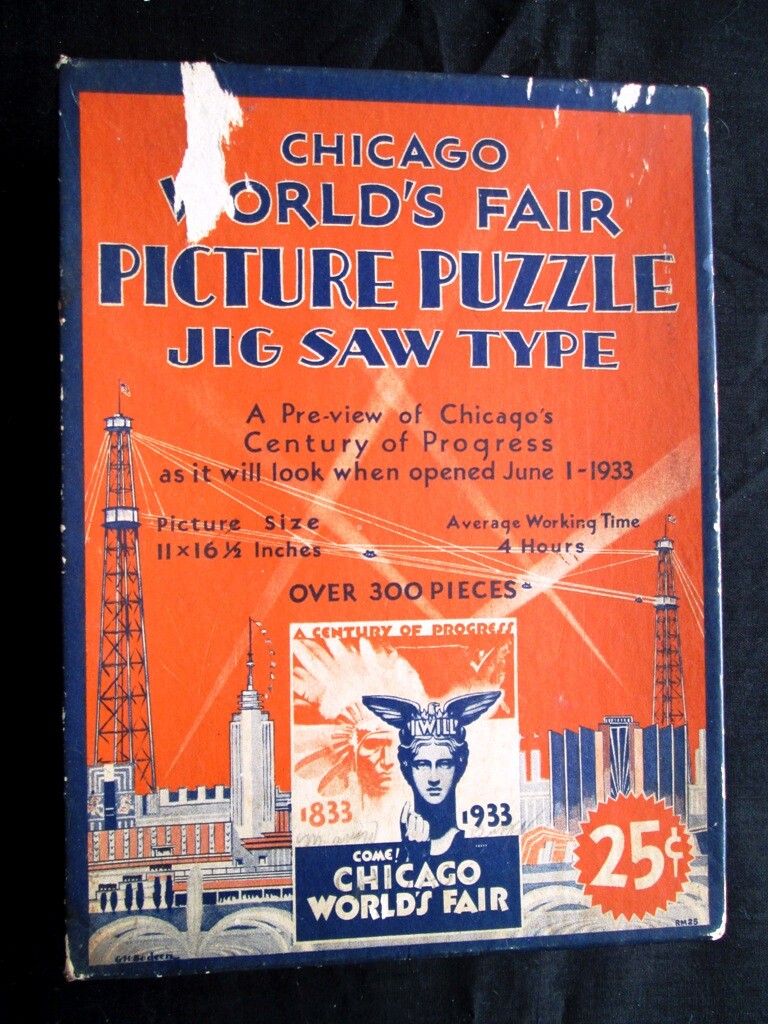 CHICAGO
WORLD'S FAIR
PICTURE PUZZLE
JIG SAW TYPE
A Pre-view of Chicago's
Century of Progress
as it will look when opened June 1-1933
Picture Size
11 x 16 ½ Inches
Average Working Time
4 Hours
OVER 300 PIECES
A CENTURY OF PROGRESS
I WILL
1833
1933
COME!
CHICAGO
WORLD'S FAIR
25¢
RM25